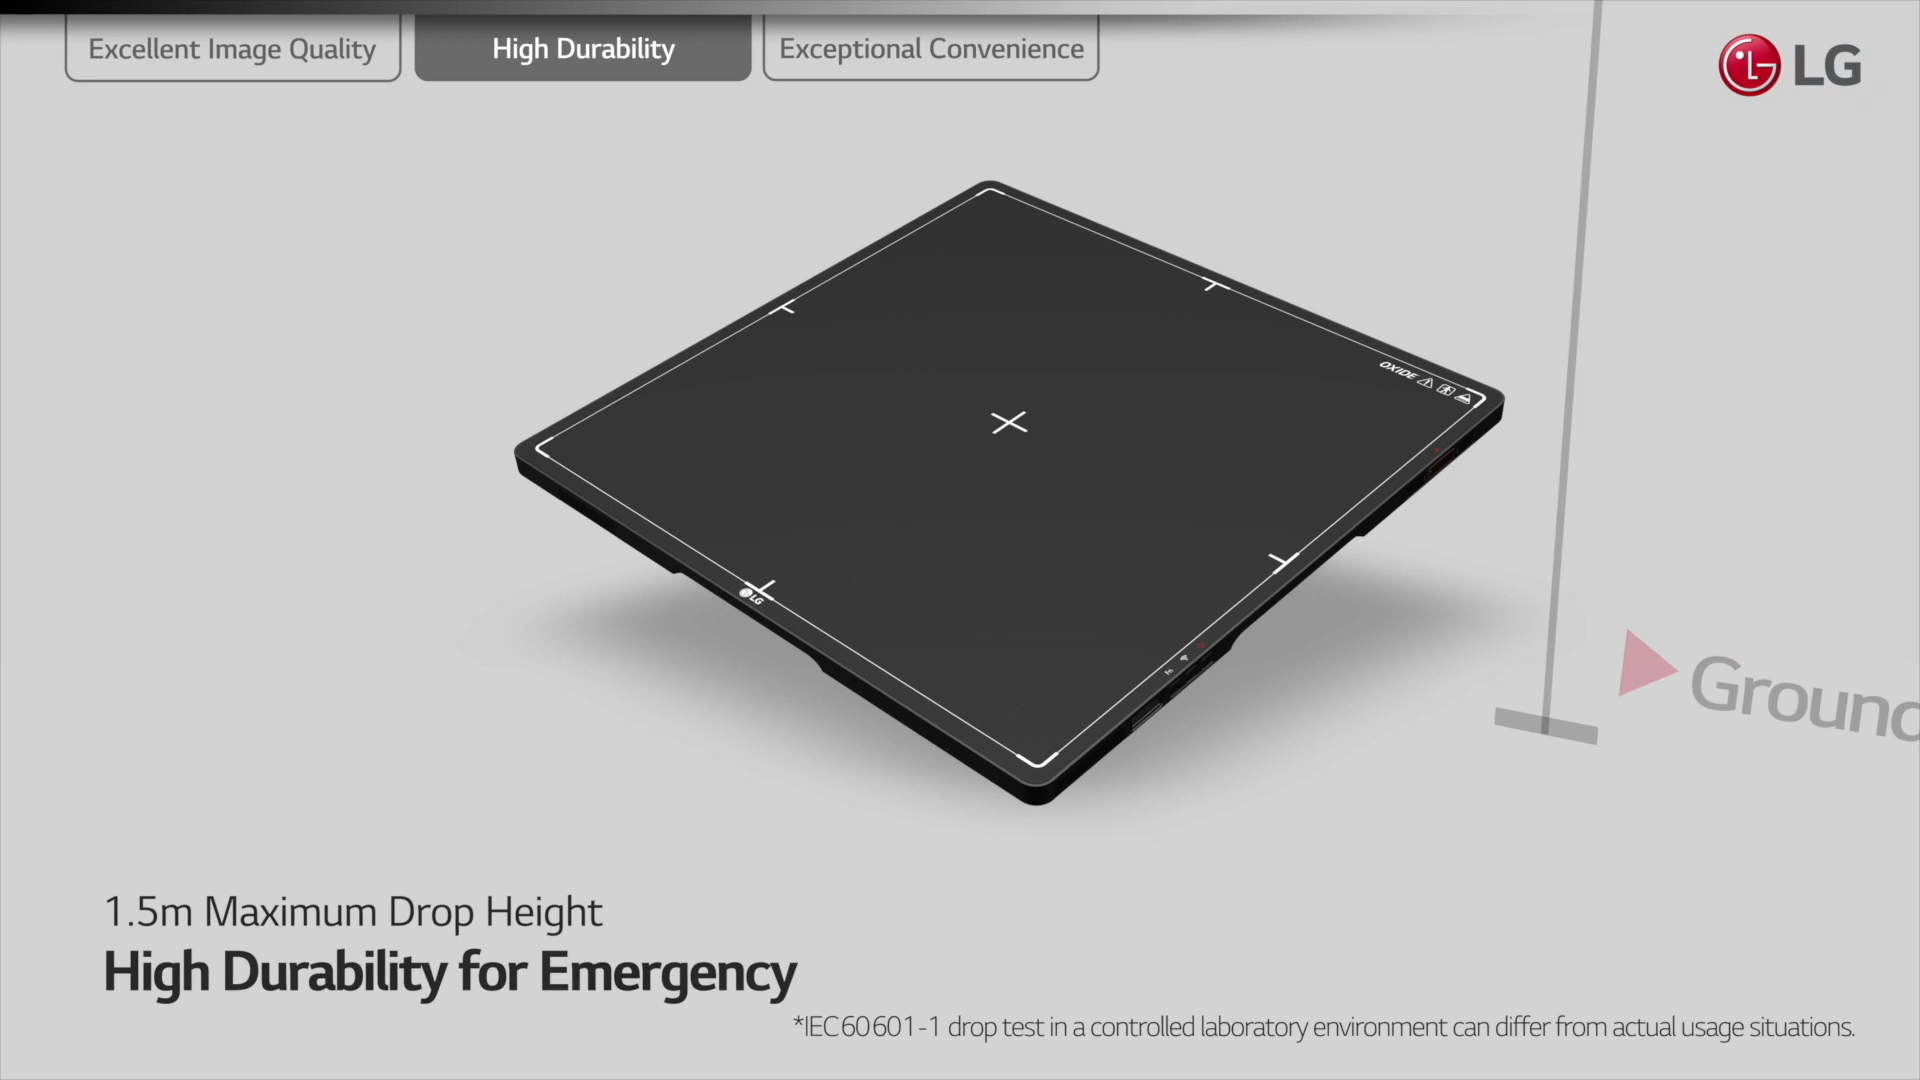 Excellent Image Quality
High Durability
Exceptional Convenience
LG
OXIDE
LG
Fn
Ground
1.5m Maximum Drop Height
High Durability for Emergency
*IEC60601-1 drop test in a controlled laboratory environment can differ from actual usage situations.